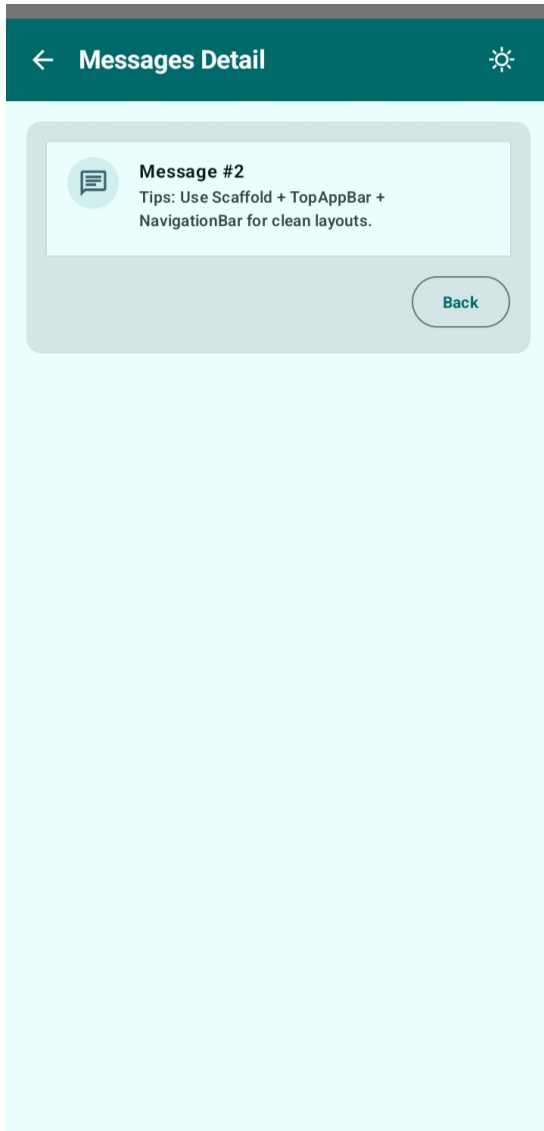 Messages Detail
Message #2
Tips: Use Scaffold + TopAppBar +
NavigationBar for clean layouts.
Back